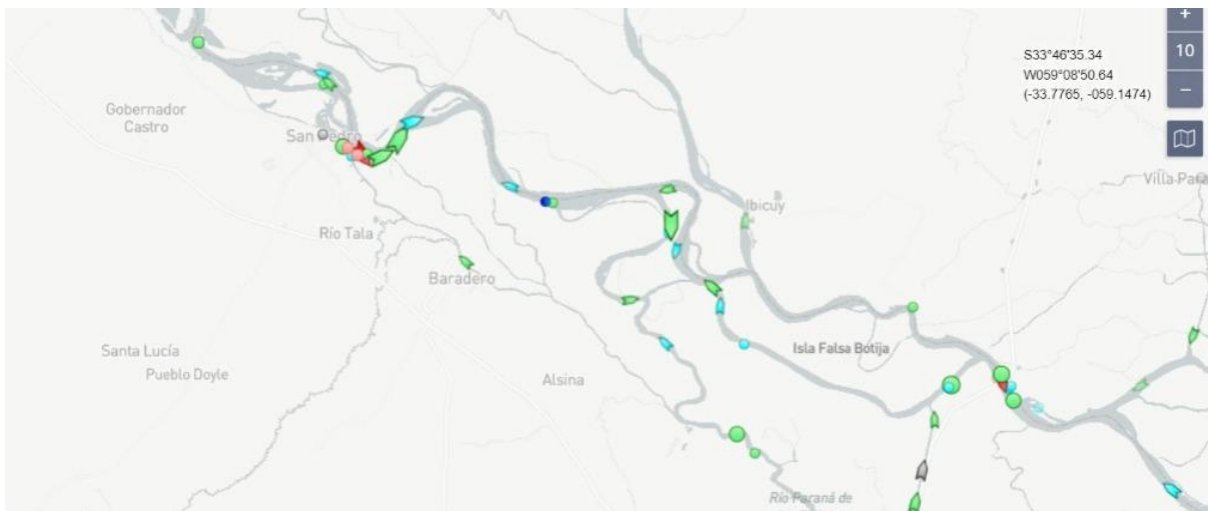 +
S33°46'35.34
W059°08'50.64
(-33.7765, -059.1474)
10
−
Gobernador
Castro
San Pedro
Villa Para
Ibicuy
Río Tala
Baradero
Isla Falsa Botija
Santa Lucía
Pueblo Doyle
Alsina
Río Paraná de